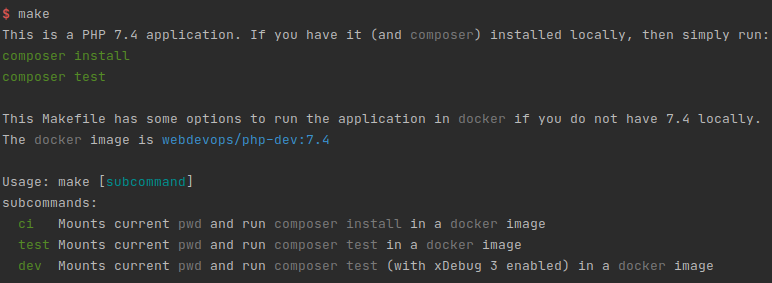 $ make
This is a PHP 7.4 application. If you have it (and composer) installed locally, then simply run:
composer install
composer test
This Makefile has some options to run the application in docker if you do not have 7.4 locally.
The docker image is webdevops/php-dev:7.4
Usage: make [subcommand]
subcommands:
  ci   Mounts current pwd and run composer install in a docker image
  test Mounts current pwd and run composer test in a docker image
  dev  Mounts current pwd and run composer test (with xDebug 3 enabled) in a docker image